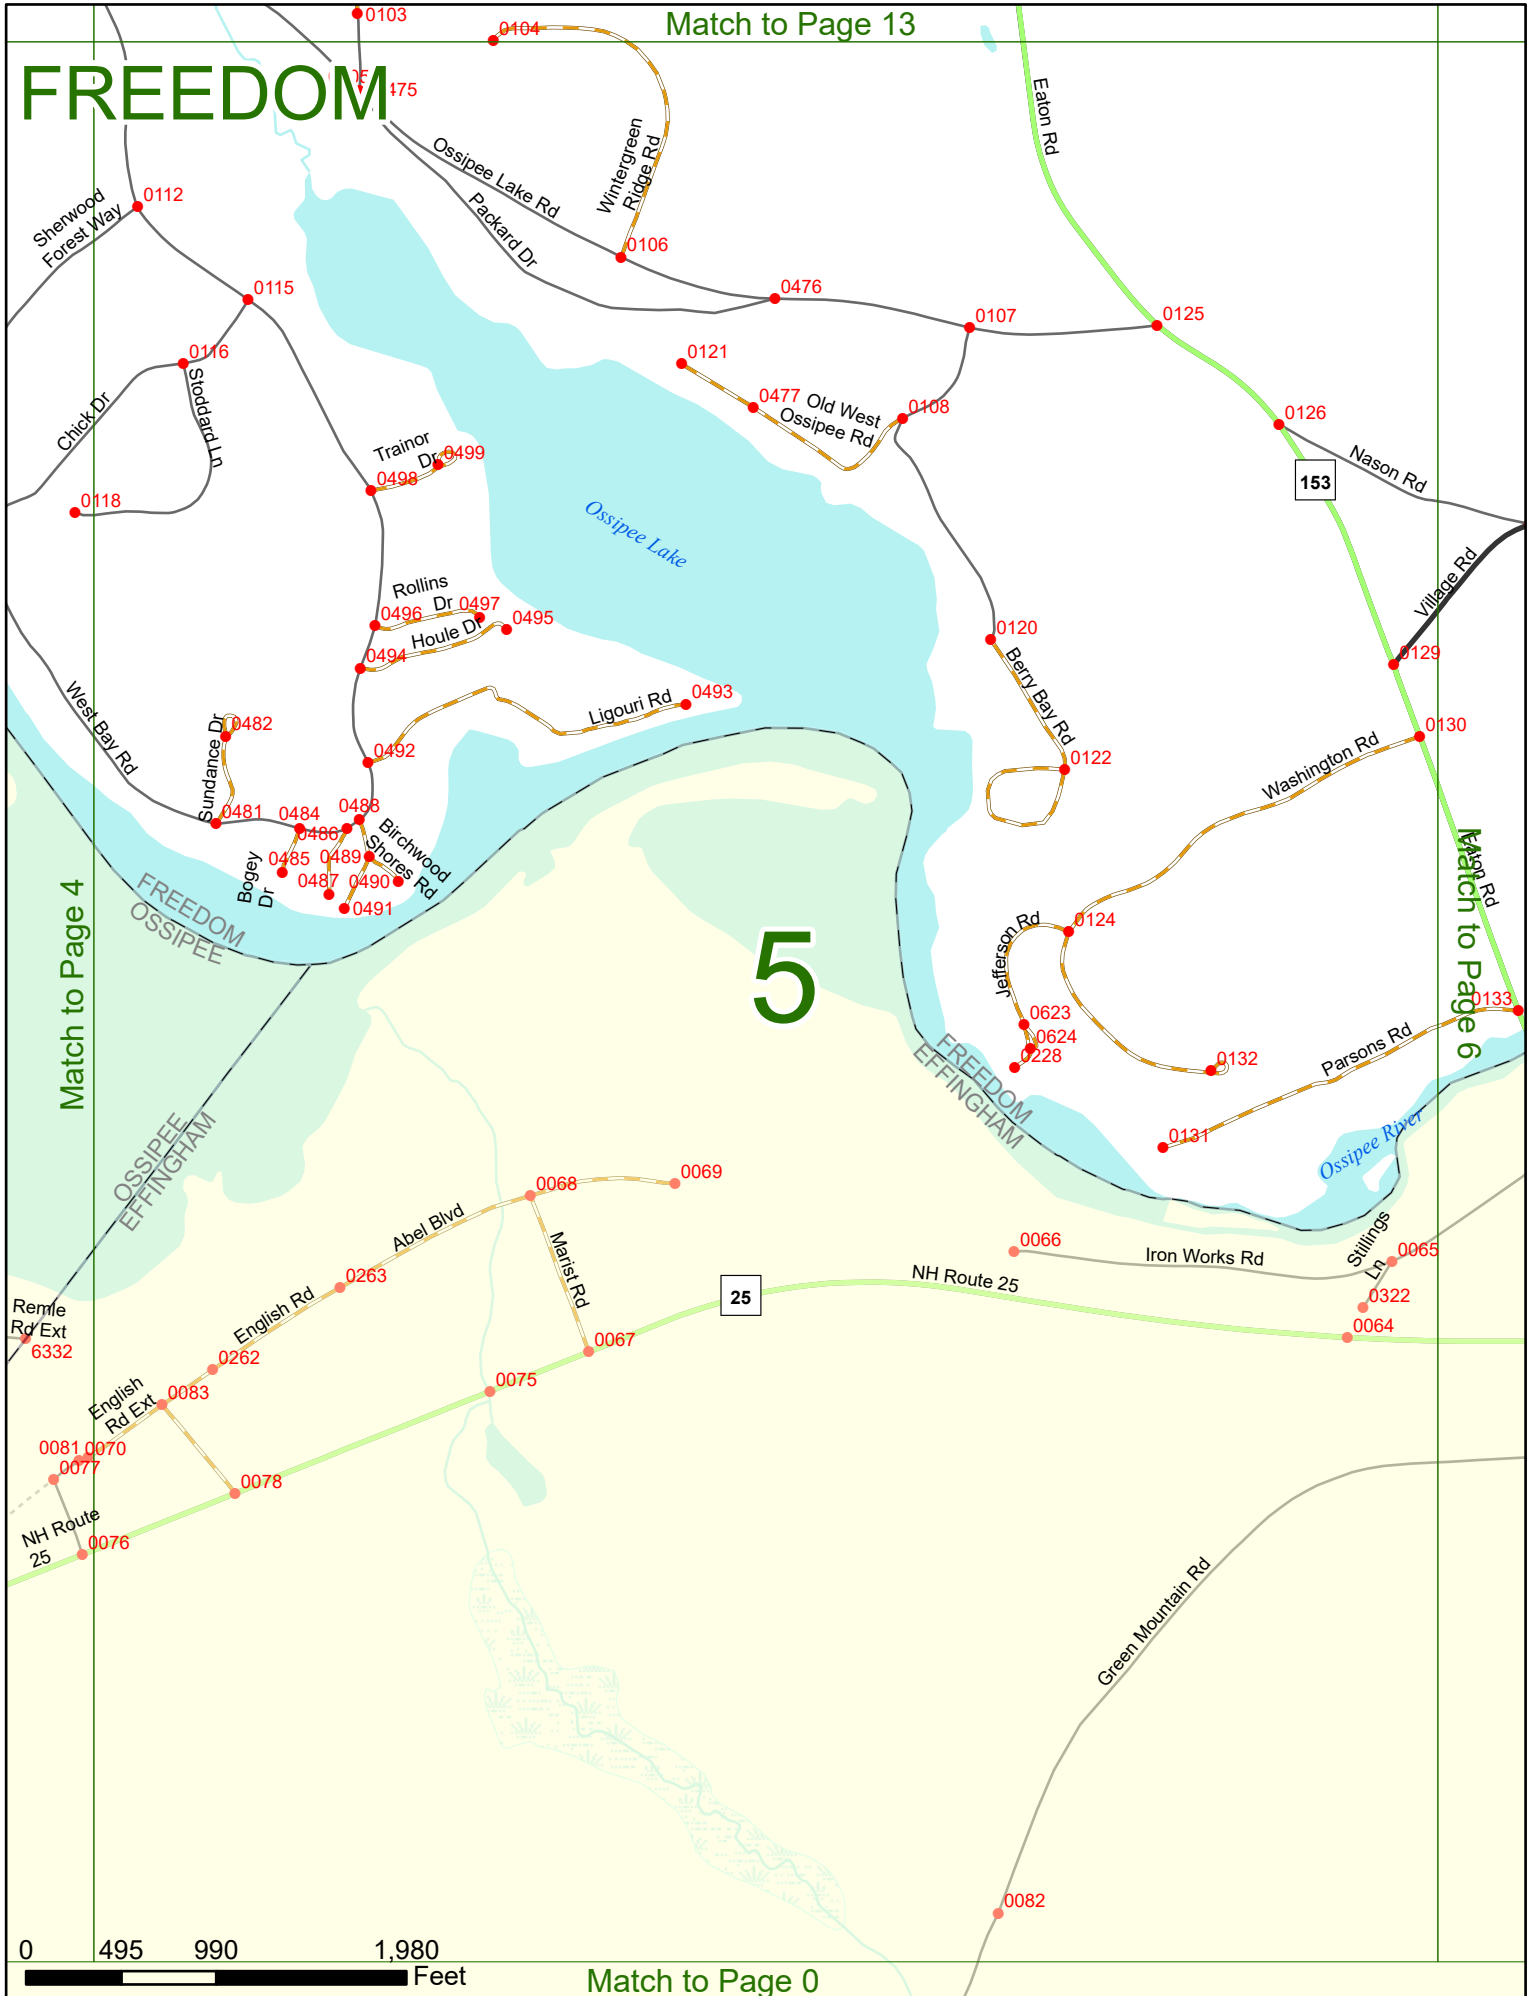 Match to Page 13
FREEDOM
0103
0104
475
Eaton Rd
Ossipee Lake Rd
Wintergreen
Ridge Rd
Packard Dr
Sherwood
Forest Way
0112
0106
0115
0476
0107
0125
0116
0121
0477
Old West
Ossipee Rd
0108
0126
Chick Dr
Stoddard Ln
Trainor
Dr
0499
0498
153
Nason Rd
0118
Ossipee Lake
Village Rd
Rollins
Dr
0497
0496
0495
Houle Dr
0494
0120
0129
Berry Bay Rd
West Bay Rd
Sundance Dr
0482
Ligouri Rd
0493
0492
0122
0130
Washington Rd
0481
0484
0488
0486
Birchwood
Shores Rd
0489
0485
0487
0490
0491
Bogey
Dr
Eaton Rd
Match to Page 6
Match to Page 4
FREEDOM
OSSIPEE
5
Jefferson Rd
0124
0133
0623
0624
0228
0132
Parsons Rd
FREEDOM
EFFINGHAM
OSSIPEE
EFFINGHAM
0131
Ossipee River
0068
0069
Abel Blvd
Marist Rd
0066
Iron Works Rd
Stillings
Ln
0065
0263
English Rd
25
NH Route 25
0322
0064
Remle
Rd Ext
6332
0067
0262
0075
English
Rd Ext
0083
0081
0070
0077
0078
NH Route
25
0076
Green Mountain Rd
0082
0
495
990
1,980
Feet
Match to Page 0